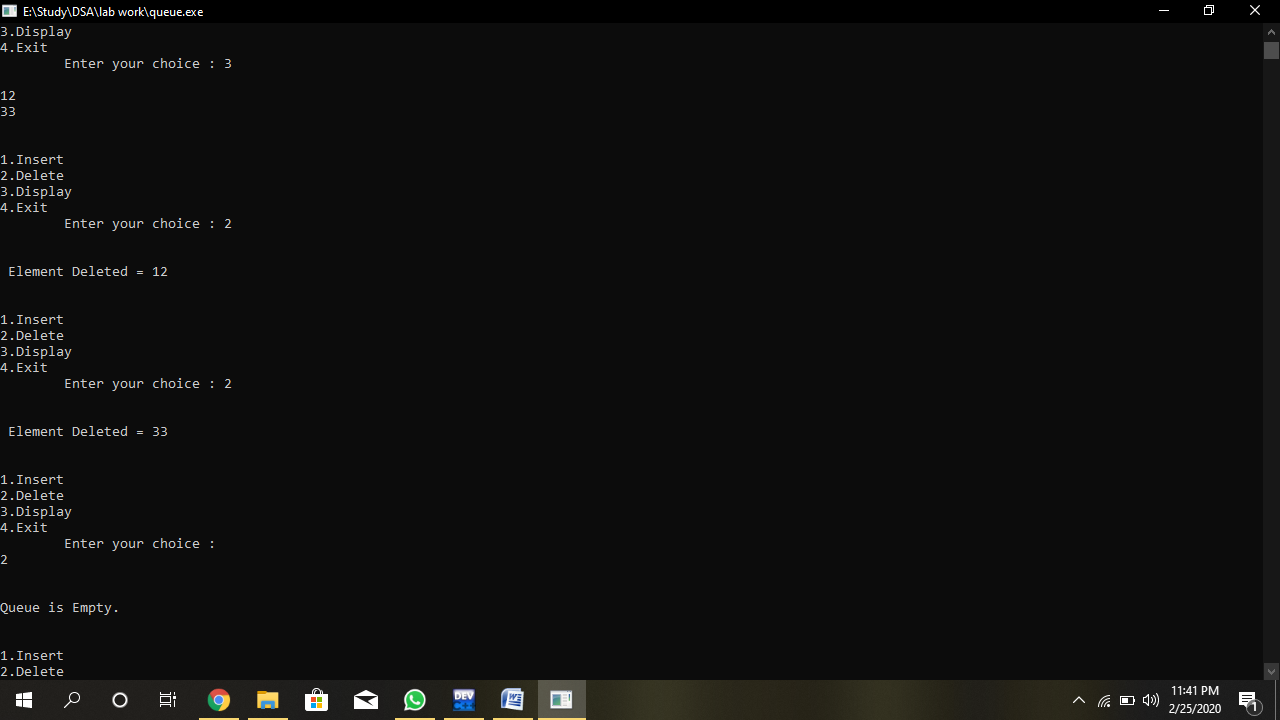 E:\Study\DSA\lab work\queue.exe
3.Display
4.Exit
Enter your choice : 3
12
33
1.Insert
2.Delete
3.Display
4.Exit
Enter your choice : 2
Element Deleted = 12
1.Insert
2.Delete
3.Display
4.Exit
Enter your choice : 2
Element Deleted = 33
1.Insert
2.Delete
3.Display
4.Exit
Enter your choice :
2
Queue is Empty.
1.Insert
2.Delete
DEV
W
11:41 PM
2/25/2020
1